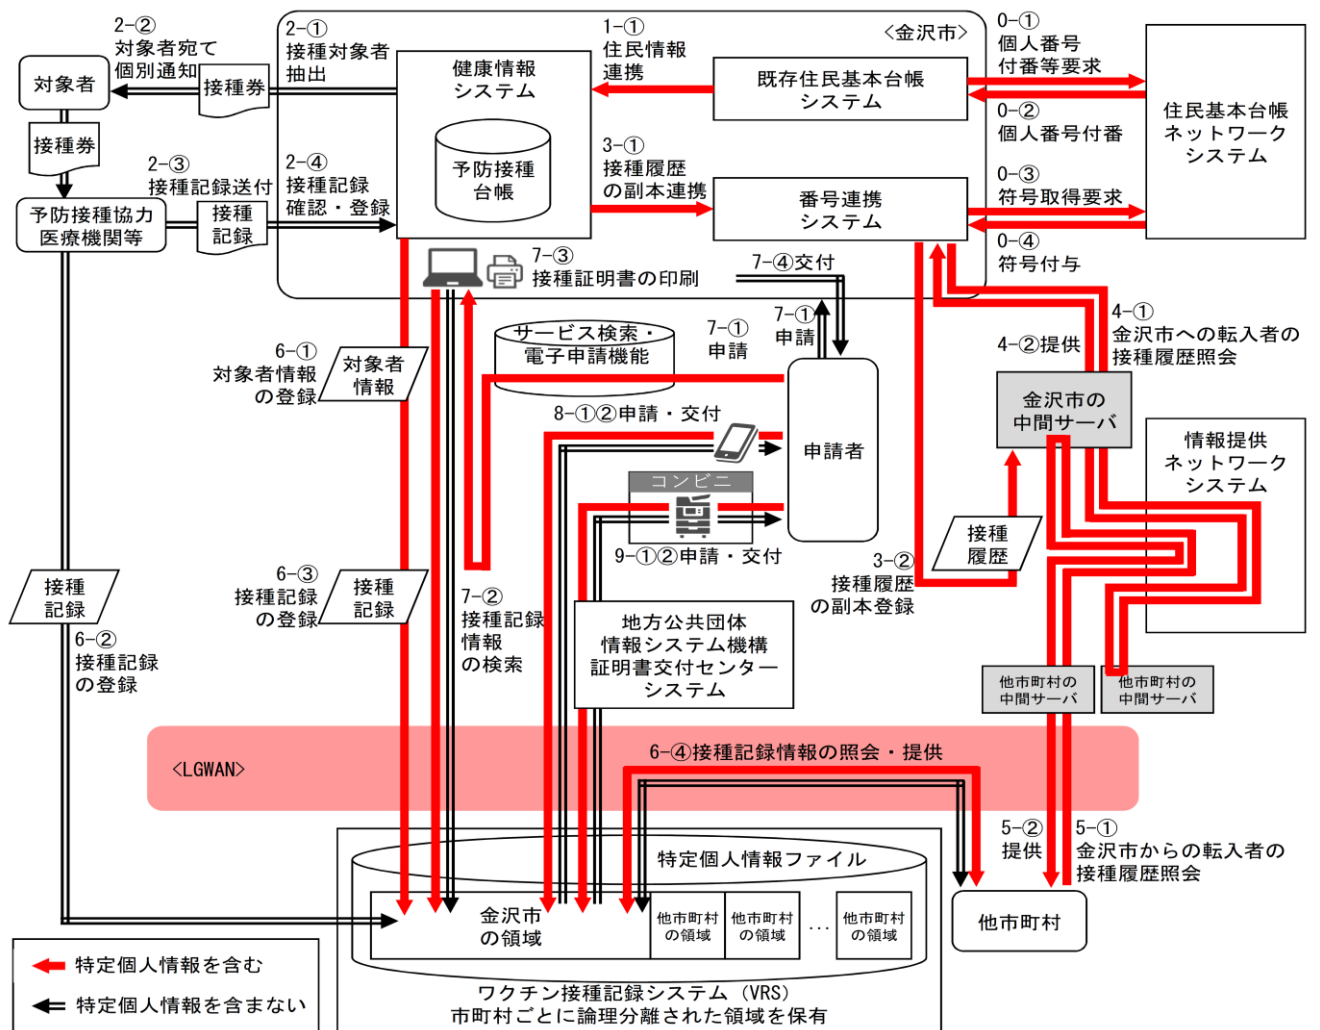 2-②
対象者宛て
個別通知
2-①
接種対象者
抽出
1-①
住民情報
連携
<金沢市>
0-①
個人番号
付番等要求
対象者
接種券
健康情報
システム
既存住民基本台帳
システム
0-②
個人番号付番
住民基本台帳
ネットワーク
システム
接種券
2-③
接種記録送付
2-④
接種記録
確認・登録
予防接種
台帳
3-①
接種履歴
の副本連携
番号連携
システム
0-③
符号取得要求
予防接種協力
医療機関等
接種
記録
0-④
符号付与
7-③
接種証明書の印刷
7-④交付
サービス検索・
電子申請機能
7-①
申請
7-①
申請
4-①
金沢市への転入者の
接種履歴照会
4-②提供
6-①
対象者情報
の登録
対象者
情報
8-①②申請・交付
申請者
金沢市の
中間サーバ
情報提供
ネットワーク
システム
コンビニ
9-①②申請・交付
接種
履歴
3-②
接種履歴
の副本登録
接種
記録
6-②
接種記録
の登録
6-③
接種記録
の登録
接種
記録
7-②
接種記録
情報
の検索
地方公共団体
情報システム機構
証明書交付センター
システム
他市町村の
中間サーバ
他市町村の
中間サーバ
<LGWAN>
6-④接種記録情報の照会・提供
5-②
提供
5-①
金沢市からの転入者の
接種履歴照会
特定個人情報ファイル
金沢市
の領域
他市町村
の領域
他市町村
の領域
...
他市町村
の領域
他市町村
特定個人情報を含む
特定個人情報を含まない
ワクチン接種記録システム (VRS)
市町村ごとに論理分離された領域を保有